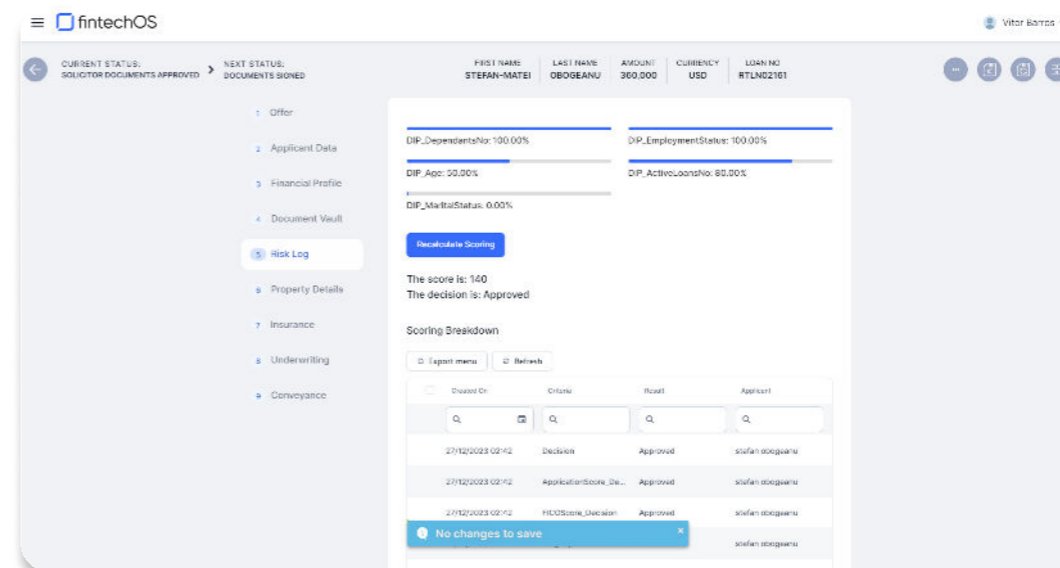 fintechOS
Vitor Barros
CURRENT STATUS:
SOLICITOR DOCUMENTS APPROVED
NEXT STATUS:
DOCUMENTS SIGNED
FIRST NAME
STEFAN-MATEI
LAST NAME
OBOGEANU
AMOUNT
360,000
CURRENCY
USD
LOAN NO
RTLN02161
1 Offer
2 Applicant Data
3 Financial Profile
4 Document Vault
5 Risk Log
6 Property Details
7 Insurance
8 Underwriting
9 Conveyance
DIP_DependantsNo: 100.00%
DIP_EmploymentStatus: 100.00%
DIP_Age: 50.00%
DIP_ActiveLoansNo: 80.00%
DIP_MaritalStatus: 0.00%
Recalculate Scoring
The score is: 140
The decision is: Approved
Scoring Breakdown
Export menu
Refresh
Created On
Criteria
Result
Applicant
27/12/2023 02:42 Decision Approved stefan obogeanu
27/12/2023 02:42 ApplicationScore_De... Approved stefan obogeanu
27/12/2023 02:42 FICOScore_Decision Approved stefan obogeanu
No changes to save
stefan obogeanu